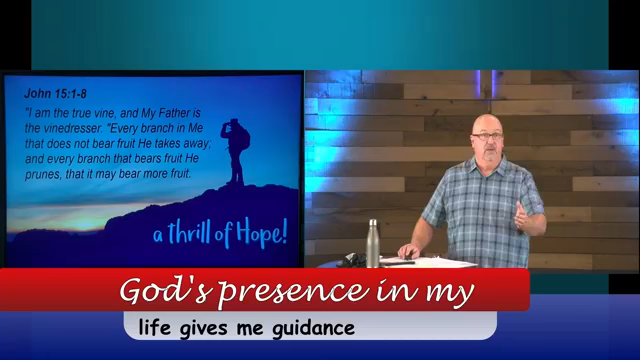 John 15:1-8
"I am the true vine, and My Father is
the vinedresser. "Every branch in Me
that does not bear fruit He takes away;
and every branch that bears fruit He
prunes, that it may bear more fruit.
a thrill of Hope!
God's presence in my
life gives me guidance